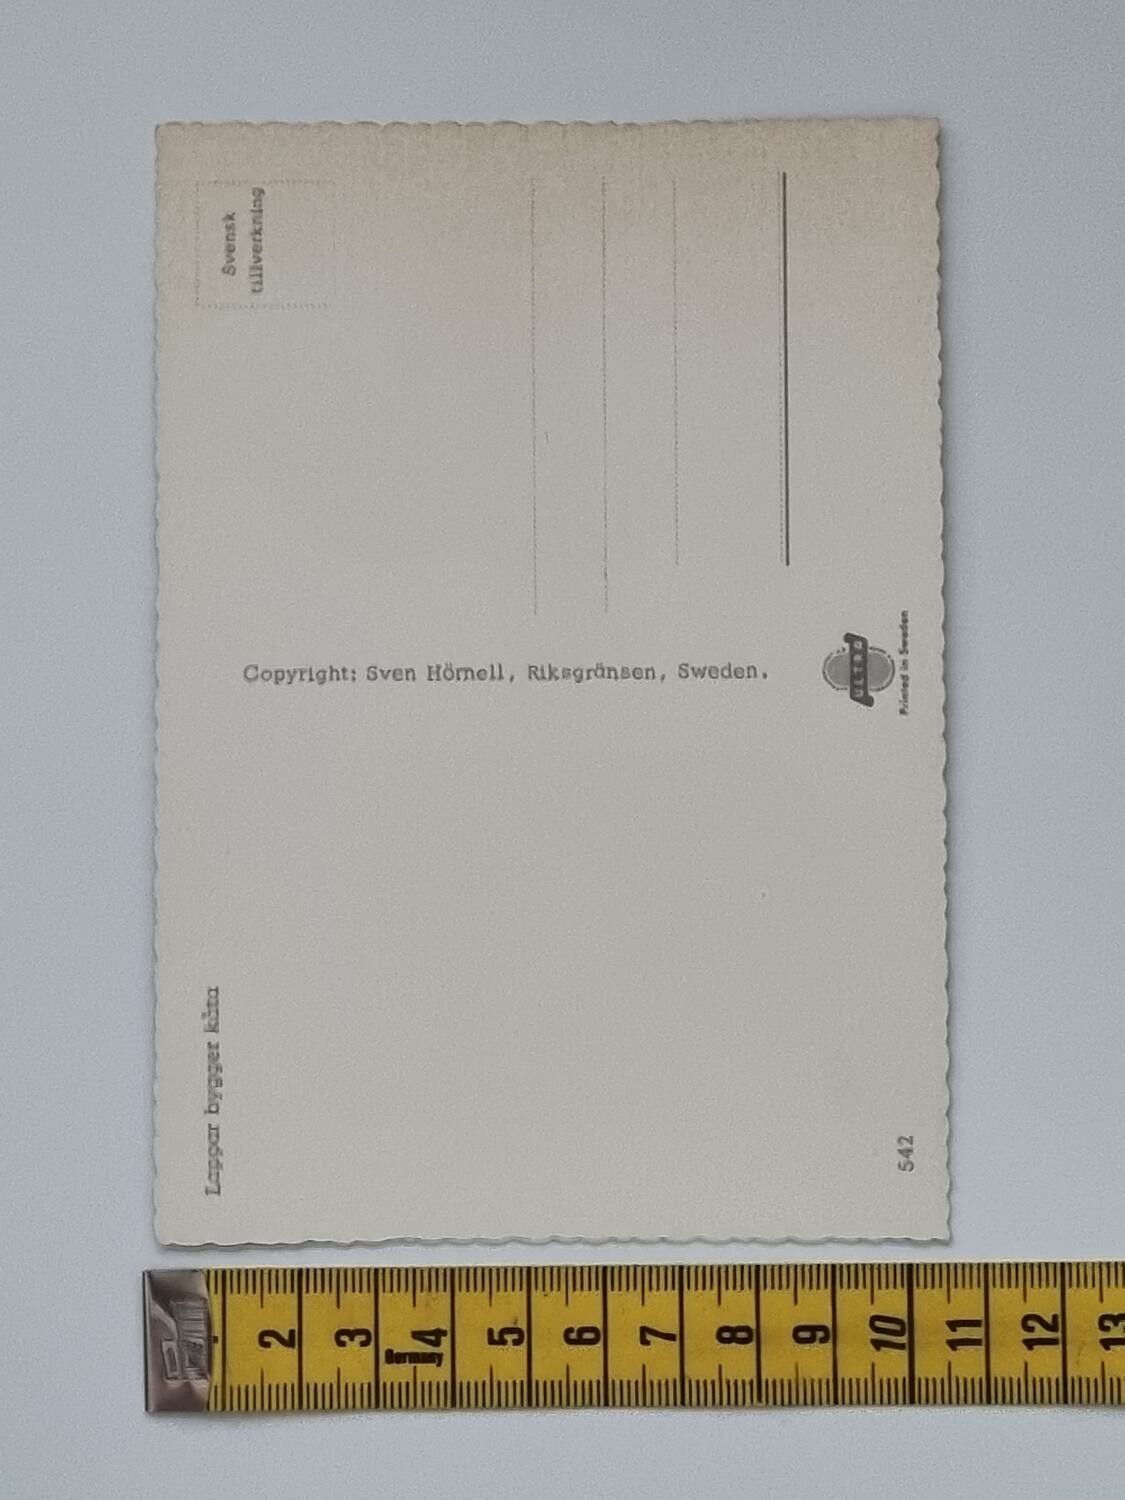 Svensk
tillverkning
Copyright: Sven Hörnell, Riksgränsen, Sweden.
ULTRA
Printed in Sweden
Lappar bygger kåta
542
2 3 4 5 6 7 8 9 10 11 12 13
Germany